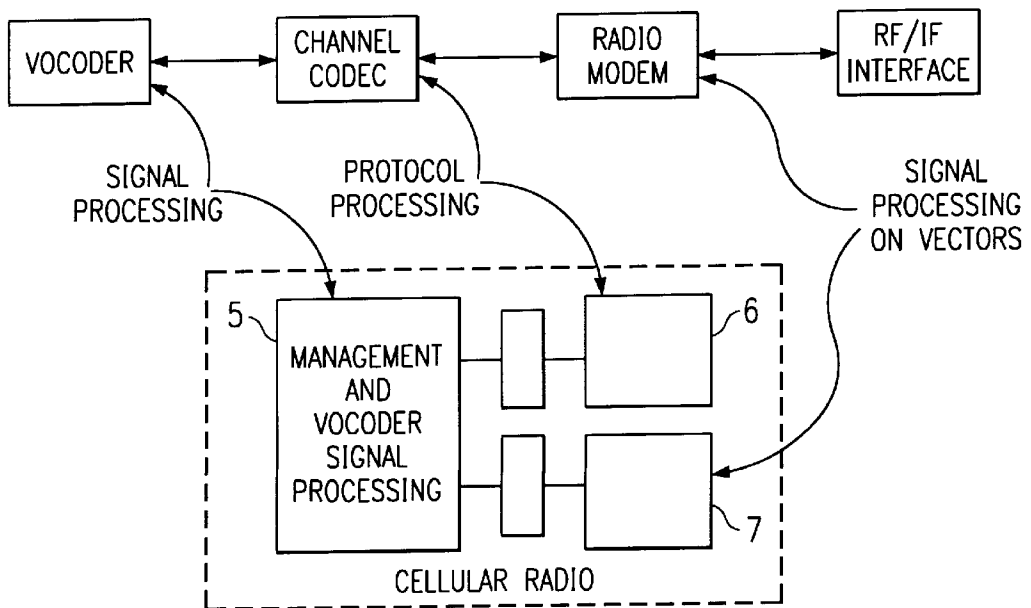 VOCODER
CHANNEL
CODEC
RADIO
MODEM
RF/IF
INTERFACE
SIGNAL
PROCESSING
PROTOCOL
PROCESSING
SIGNAL
PROCESSING
ON VECTORS
5
MANAGEMENT
AND
VOCODER
SIGNAL
PROCESSING
6
7
CELLULAR RADIO